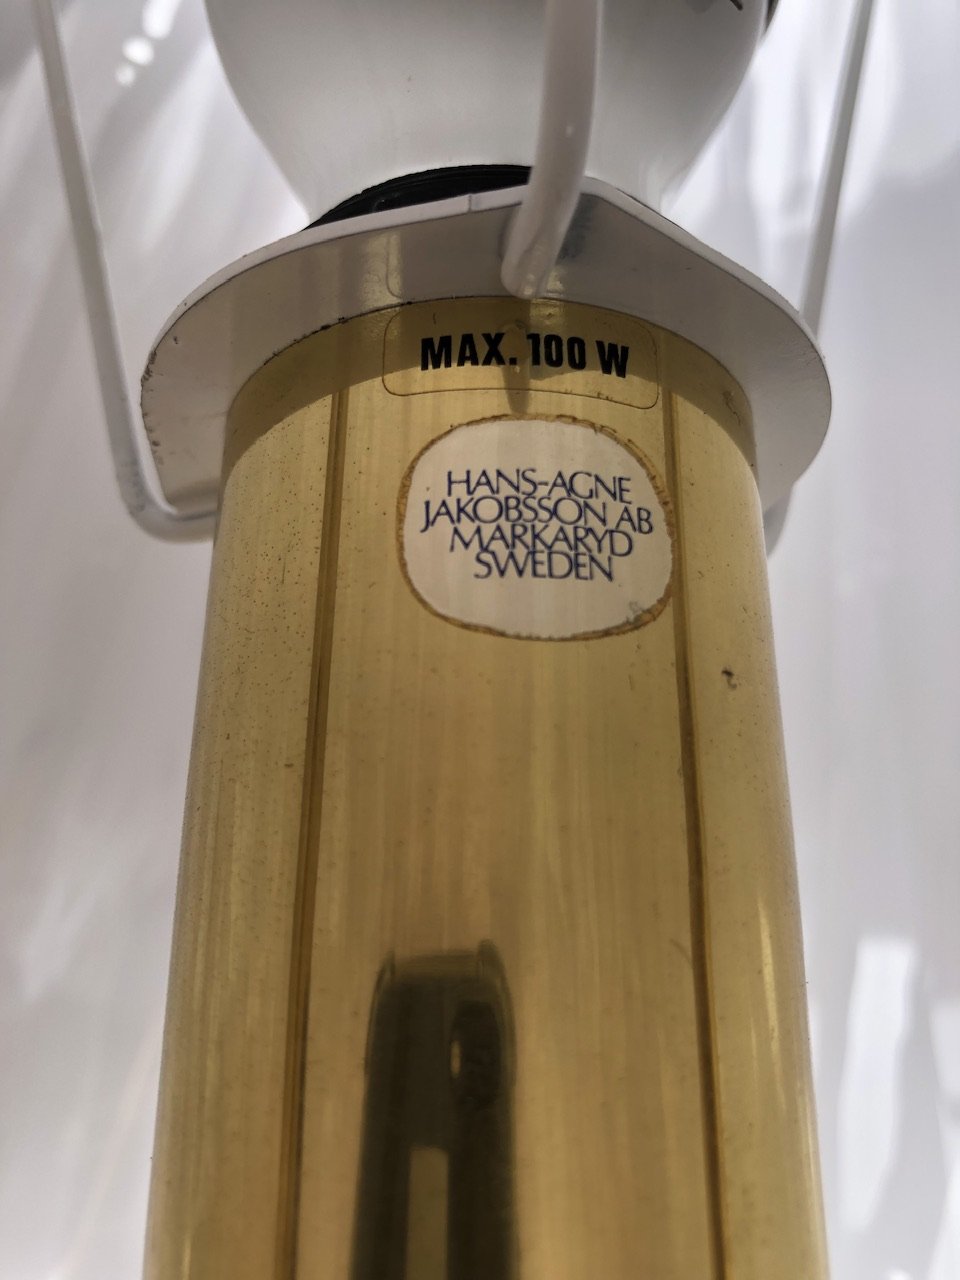 MAX. 100 W
HANS-AGNE
JAKOBSSON AB
MARKARYD
SWEDEN